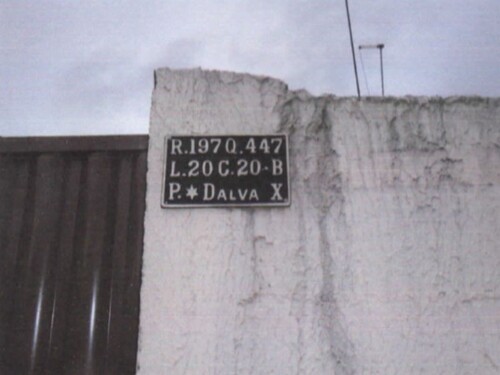 R.197 Q.447
L.20 C.20-B
P.✶ DALVA X